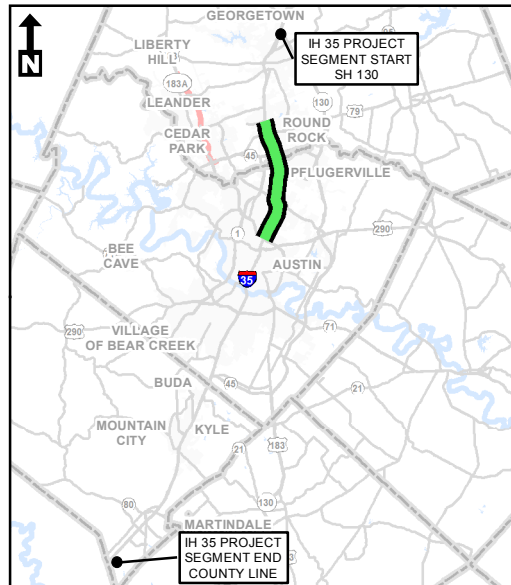 GEORGETOWN
IH 35 PROJECT
SEGMENT START
SH 130
N
LIBERTY
HILL
183A
LEANDER
130
79
CEDAR
PARK
ROUND
ROCK
45
PFLUGERVILLE
1
290
BEE
CAVE
AUSTIN
35
71
290
VILLAGE
OF BEAR CREEK
BUDA
45
21
MOUNTAIN
CITY
KYLE
21
183
80
130
MARTINDALE
IH 35 PROJECT
SEGMENT END
COUNTY LINE